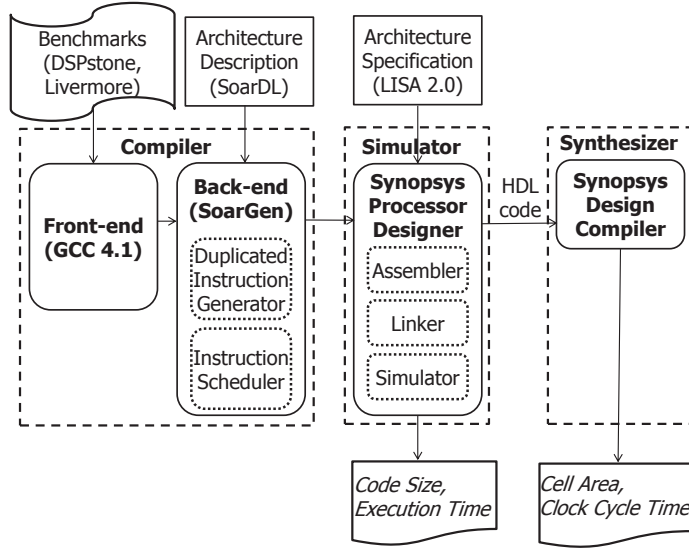 Benchmarks
(DSPstone,
Livermore)
Architecture
Description
(SoarDL)
Architecture
Specification
(LISA 2.0)
Compiler
Simulator
Synthesizer
Front-end
(GCC 4.1)
Back-end
(SoarGen)
Duplicated
Instruction
Generator
Instruction
Scheduler
Synopsys
Processor
Designer
Assembler
Linker
Simulator
HDL
code
Synopsys
Design
Compiler
Code Size,
Execution Time
Cell Area,
Clock Cycle Time